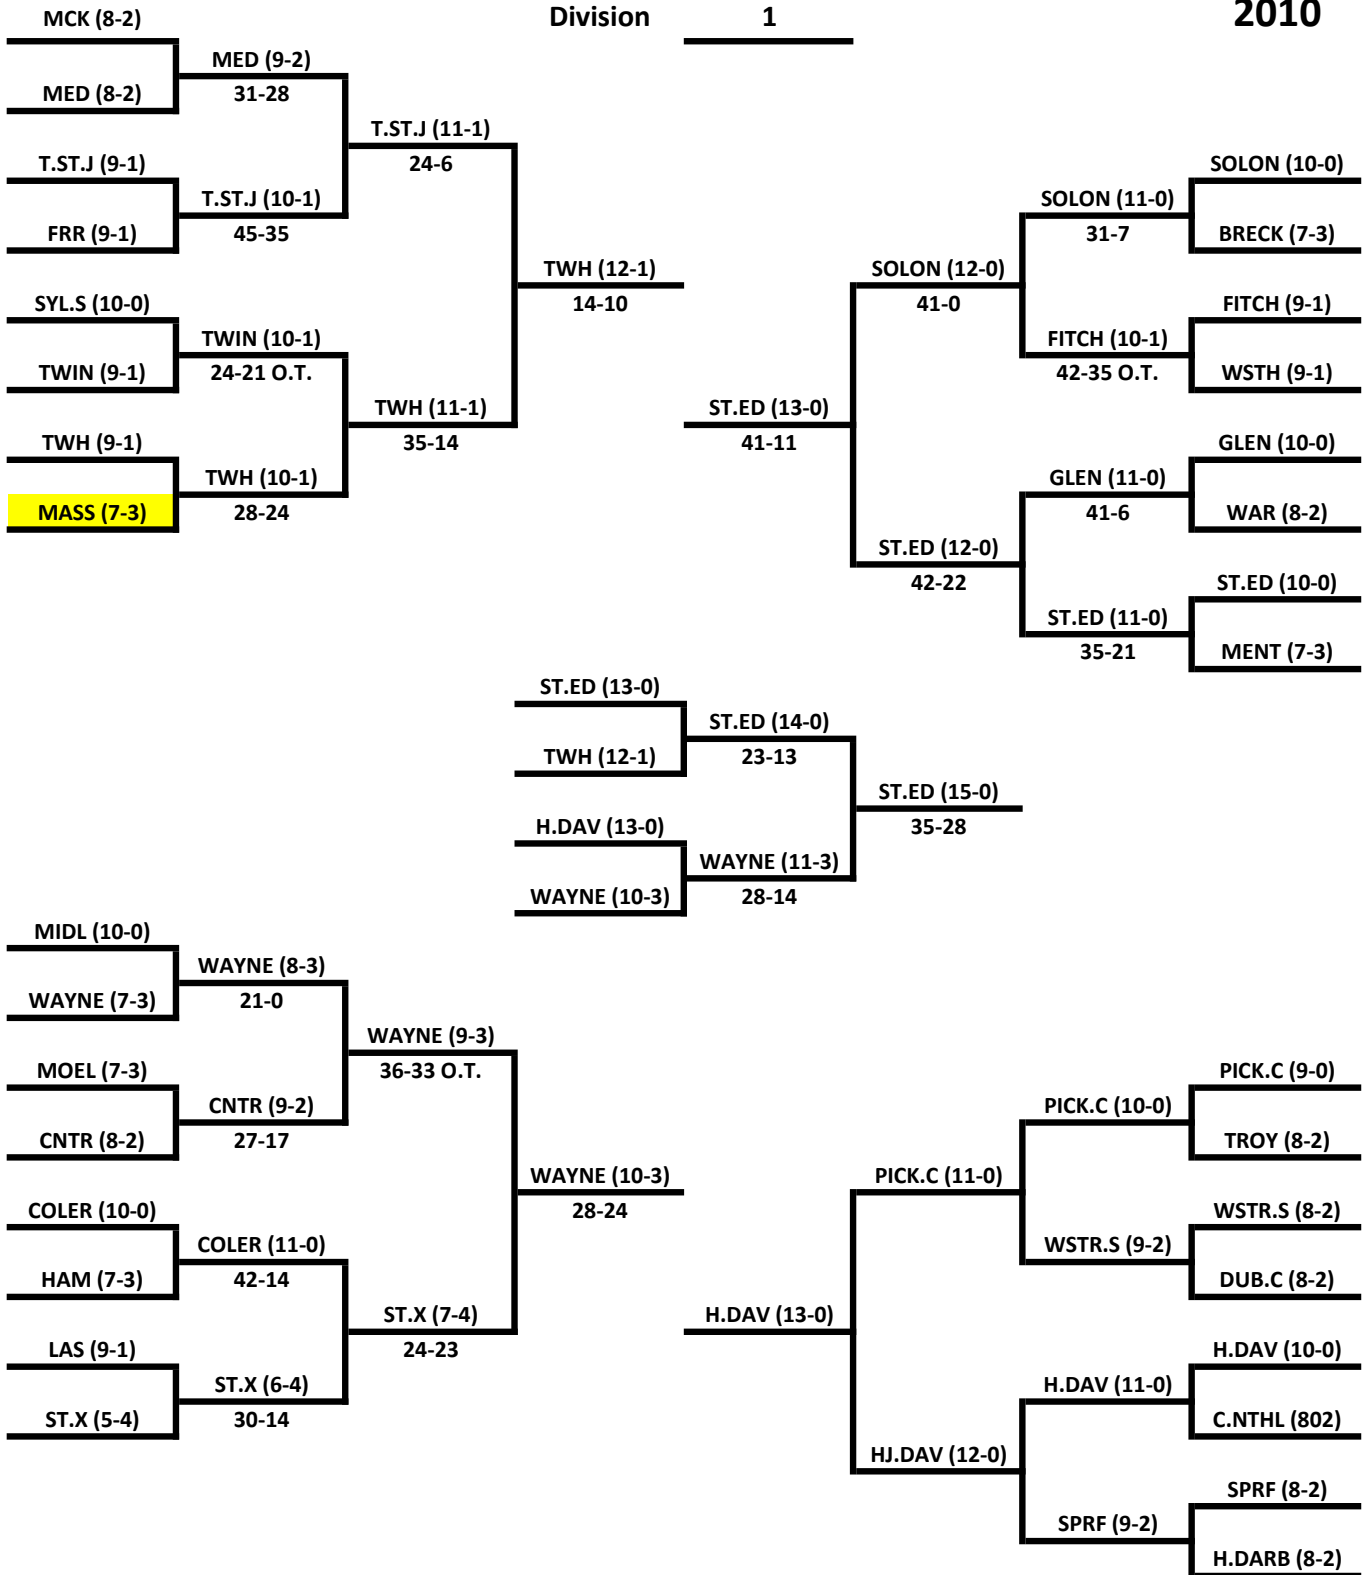 Division 1 2010
MCK (8-2)
MED (9-2)
MED (8-2)
31-28
T.ST.J (11-1)
24-6
T.ST.J (9-1)
T.ST.J (10-1)
FRR (9-1)
45-35
TWH (12-1)
14-10
SYL.S (10-0)
TWIN (10-1)
TWIN (9-1)
24-21 O.T.
TWH (11-1)
35-14
TWH (9-1)
TWH (10-1)
MASS (7-3)
28-24
SOLON (10-0)
SOLON (11-0)
31-7
BRECK (7-3)
SOLON (12-0)
41-0
FITCH (9-1)
FITCH (10-1)
42-35 O.T.
WSTH (9-1)
ST.ED (13-0)
41-11
GLEN (10-0)
GLEN (11-0)
41-6
WAR (8-2)
ST.ED (12-0)
42-22
ST.ED (10-0)
ST.ED (11-0)
35-21
MENT (7-3)
ST.ED (13-0)
ST.ED (14-0)
TWH (12-1)
23-13
ST.ED (15-0)
35-28
H.DAV (13-0)
WAYNE (11-3)
WAYNE (10-3)
28-14
MIDL (10-0)
WAYNE (8-3)
WAYNE (7-3)
21-0
WAYNE (9-3)
36-33 O.T.
MOEL (7-3)
CNTR (9-2)
CNTR (8-2)
27-17
WAYNE (10-3)
28-24
COLER (10-0)
COLER (11-0)
HAM (7-3)
42-14
ST.X (7-4)
24-23
LAS (9-1)
ST.X (6-4)
ST.X (5-4)
30-14
PICK.C (9-0)
PICK.C (10-0)
TROY (8-2)
PICK.C (11-0)
WSTR.S (8-2)
WSTR.S (9-2)
DUB.C (8-2)
H.DAV (13-0)
H.DAV (10-0)
H.DAV (11-0)
C.NTHL (802)
HJ.DAV (12-0)
SPRF (8-2)
SPRF (9-2)
H.DARB (8-2)